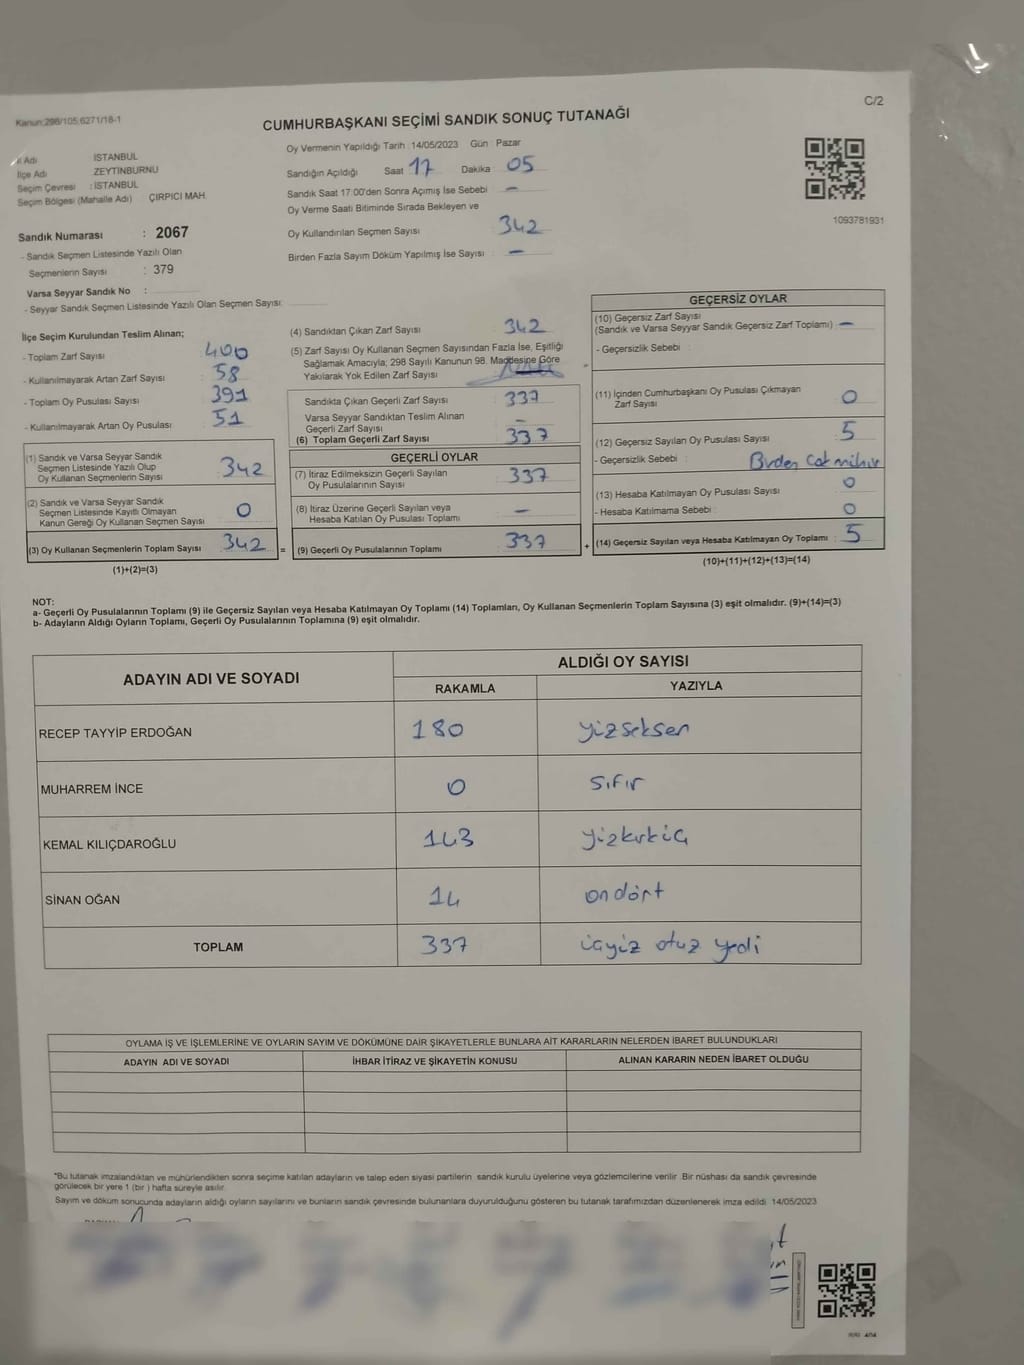 Kanun:298/105;6271/18-1
C/2
CUMHURBAŞKANI SEÇİMİ SANDIK SONUÇ TUTANAĞI
İl Adı İSTANBUL
İlçe Adı ZEYTİNBURNU
Seçim Çevresi : İSTANBUL
Seçim Bölgesi (Mahalle Adı) ÇIRPICI MAH.
Sandık Numarası : 2067
- Sandık Seçmen Listesinde Yazılı Olan
Seçmenlerin Sayısı : 379
Varsa Seyyar Sandık No :
- Seyyar Sandık Seçmen Listesinde Yazılı Olan Seçmen Sayısı:
Oy Vermenin Yapıldığı Tarih : 14/05/2023 Gün : Pazar
Sandığın Açıldığı Saat 17 Dakika : 05
Sandık Saat 17:00'den Sonra Açımış İse Sebebi : -
Oy Verme Saati Bitiminde Sırada Bekleyen ve
Oy Kullandırılan Seçmen Sayısı : 342
Birden Fazla Sayım Döküm Yapılmış İse Sayısı : -
1093781931
İlçe Seçim Kurulundan Teslim Alınan;
- Toplam Zarf Sayısı : 400
- Kullanılmayarak Artan Zarf Sayısı : 58
- Toplam Oy Pusulası Sayısı : 391
- Kullanılmayarak Artan Oy Pusulası : 51
(1) Sandık ve Varsa Seyyar Sandık
Seçmen Listesinde Yazılı Olup
Oy Kullanan Seçmenlerin Sayısı : 342
(2) Sandık ve Varsa Seyyar Sandık
Seçmen Listesinde Kayıtlı Olmayan
Kanun Gereği Oy Kullanan Seçmen Sayısı : 0
(3) Oy Kullanan Seçmenlerin Toplam Sayısı : 342 =
(1)+(2)=(3)
(4) Sandıktan Çıkan Zarf Sayısı : 342
(5) Zarf Sayısı Oy Kullanan Seçmen Sayısından Fazla İse, Eşitliği
Sağlamak Amacıyla; 298 Sayılı Kanunun 98. Maddesine Göre
Yakılarak Yok Edilen Zarf Sayısı :
Sandıkta Çıkan Geçerli Zarf Sayısı : 337
Varsa Seyyar Sandıktan Teslim Alınan
Geçerli Zarf Sayısı : -
(6) Toplam Geçerli Zarf Sayısı : 337
GEÇERLİ OYLAR
(7) İtiraz Edilmeksizin Geçerli Sayılan
Oy Pusulalarının Sayısı : 337
(8) İtiraz Üzerine Geçerli Sayılan veya
Hesaba Katılan Oy Pusulası Toplamı : -
(9) Geçerli Oy Pusulalarının Toplamı : 337 +
GEÇERSİZ OYLAR
(10) Geçersiz Zarf Sayısı
(Sandık ve Varsa Seyyar Sandık Geçersiz Zarf Toplamı) : -
- Geçersizlik Sebebi :
(11) İçinden Cumhurbaşkanı Oy Pusulası Çıkmayan
Zarf Sayısı : 0
(12) Geçersiz Sayılan Oy Pusulası Sayısı : 5
- Geçersizlik Sebebi : Birden
(13) Hesaba Katılmayan Oy Pusulası Sayısı : 0
- Hesaba Katılmama Sebebi : 0
(14) Geçersiz Sayılan veya Hesaba Katılmayan Oy Toplamı : 5
(10)+(11)+(12)+(13)=(14)
NOT:
a- Geçerli Oy Pusulalarının Toplamı (9) ile Geçersiz Sayılan veya Hesaba Katılmayan Oy Toplamı (14) Toplamları, Oy Kullanan Seçmenlerin Toplam Sayısına (3) eşit olmalıdır. (9)+(14)=(3)
b- Adayların Aldığı Oyların Toplamı, Geçerli Oy Pusulalarının Toplamına (9) eşit olmalıdır.
ADAYIN ADI VE SOYADI
ALDIĞI OY SAYISI
RAKAMLA YAZIYLA
RECEP TAYYİP ERDOĞAN 180 yizseksen
MUHARREM İNCE 0 sıfır
KEMAL KILIÇDAROĞLU 143 yizkırkiç
SİNAN OĞAN 14 ondört
TOPLAM 337 içyiz otuz yedi
OYLAMA İŞ VE İŞLEMLERİNE VE OYLARIN SAYIM VE DÖKÜMÜNE DAİR ŞİKAYETLERLE BUNLARA AİT KARARLARIN NELERDEN İBARET BULUNDUKLARI
ADAYIN ADI VE SOYADI İHBAR İTİRAZ VE ŞİKAYETİN KONUSU ALINAN KARARIN NEDEN İBARET OLDUĞU
*Bu tutanak imzalandıktan ve mühürlendikten sonra seçime katılan adayların ve talep eden siyasi partilerin sandık kurulu üyelerine veya gözlemcilerine verilir. Bir nüshası da sandık çevresinde
görülecek bir yere 1 (bir ) hafta süreyle asılır.
Sayım ve döküm sonucunda adayların aldığı oyların sayılarını ve bunların sandık çevresinde bulunanlara duyurulduğunu gösteren bu tutanak tarafımızdan düzenlenerek imza edildi. 14/05/2023